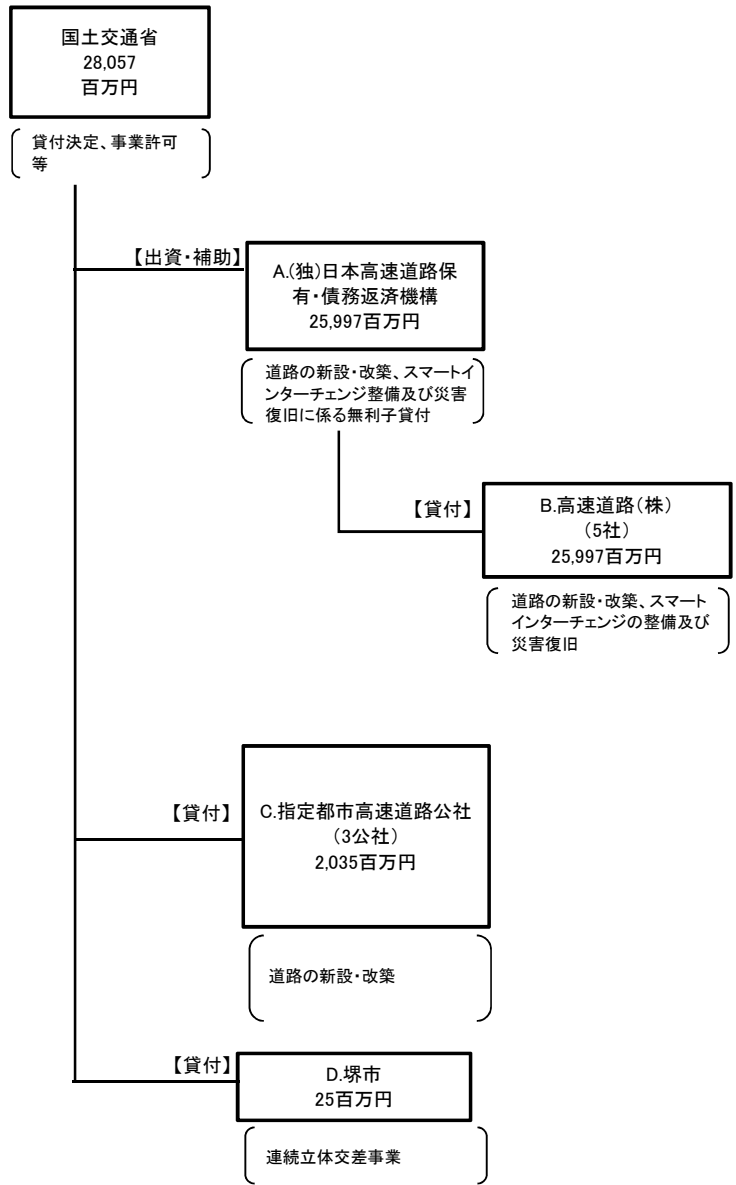 国土交通省
28,057
百万円
貸付決定、事業許可
等
【出資・補助】
A.(独)日本高速道路保
有・債務返済機構
25,997百万円
道路の新設・改築、スマートイ
ンターチェンジ整備及び災害
復旧に係る無利子貸付
【貸付】
B.高速道路(株)
(5社)
25,997百万円
道路の新設・改築、スマート
インターチェンジの整備及び
災害復旧
【貸付】
C.指定都市高速道路公社
(3公社)
2,035百万円
道路の新設・改築
【貸付】
D.堺市
25百万円
連続立体交差事業